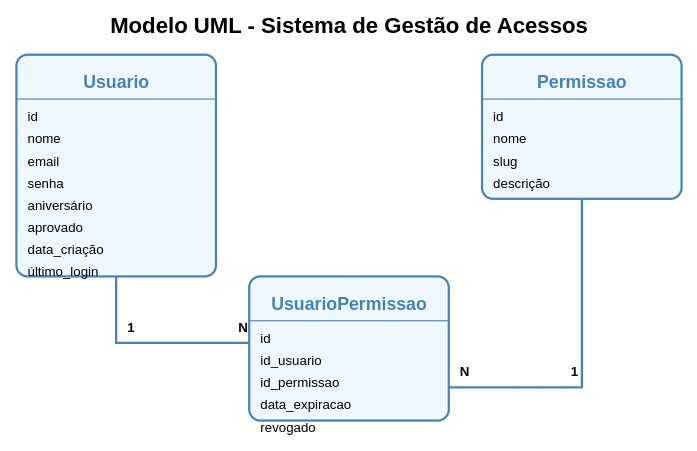 Modelo UML - Sistema de Gestão de Acessos
Usuario
id
nome
email
senha
aniversário
aprovado
data_criação
último_login
Permissao
id
nome
slug
descrição
1
N
UsuarioPermissao
id
id_usuario
id_permissao
data_expiracao
revogado
N
1